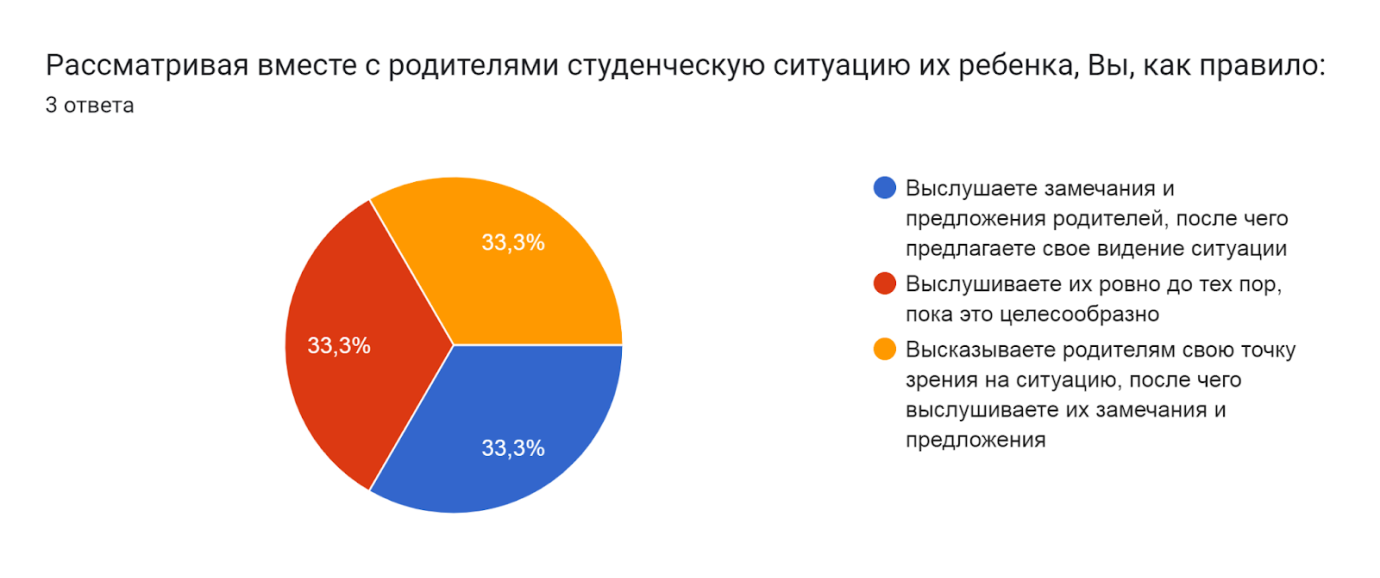 Рассматривая вместе с родителями студенческую ситуацию их ребенка, Вы, как правило:
3 ответа
33,3%
33,3%
33,3%
Выслушаете замечания и
предложения родителей, после чего
предлагаете свое видение ситуации
Выслушиваете их ровно до тех пор,
пока это целесообразно
Высказываете родителям свою точку
зрения на ситуацию, после чего
выслушиваете их замечания и
предложения